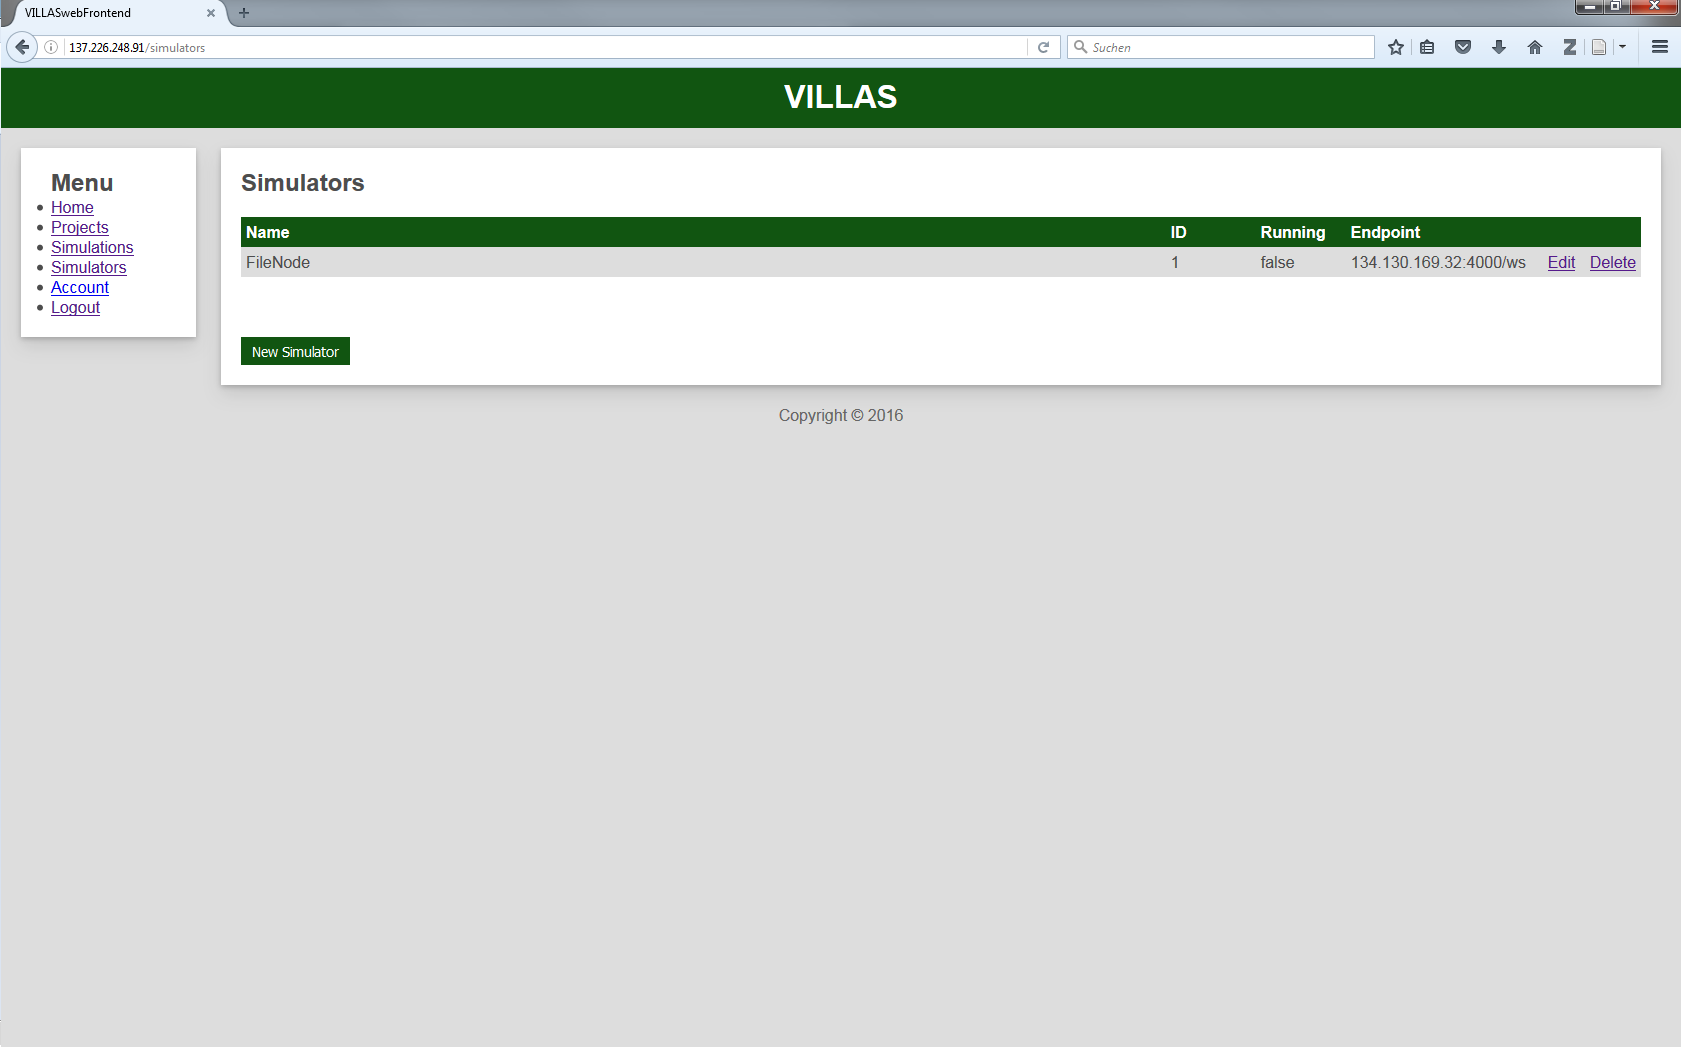 VILLASwebFrontend
137.226.248.91/simulators
Suchen
VILLAS
Menu
Home
Projects
Simulations
Simulators
Account
Logout
Simulators
Name ID Running Endpoint
FileNode 1 false 134.130.169.32:4000/ws Edit Delete
New Simulator
Copyright © 2016